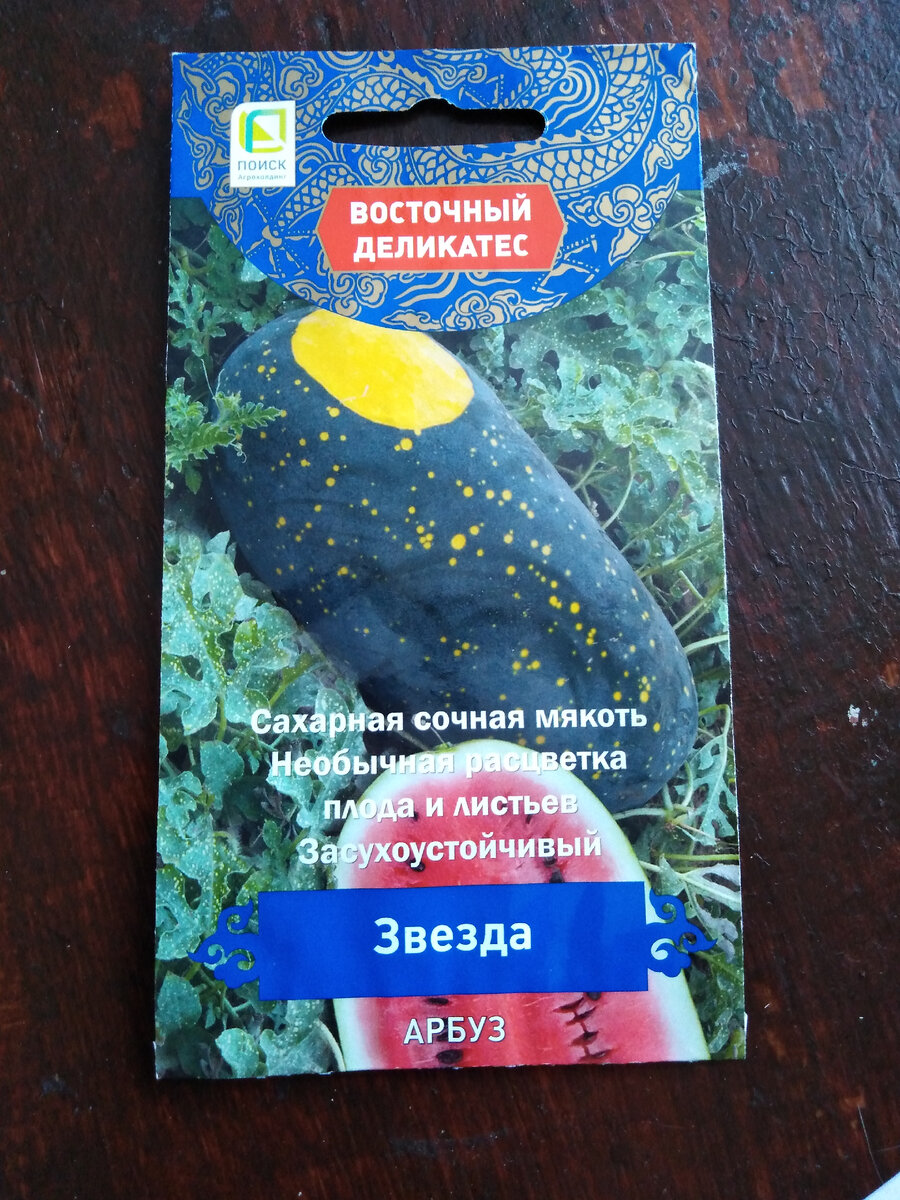 ПОИСК
Агрохолдинг
ВОСТОЧНЫЙ
ДЕЛИКАТЕС
Сахарная сочная мякоть
Необычная расцветка
плода и листьев
Засухоустойчивый
Звезда
АРБУЗ